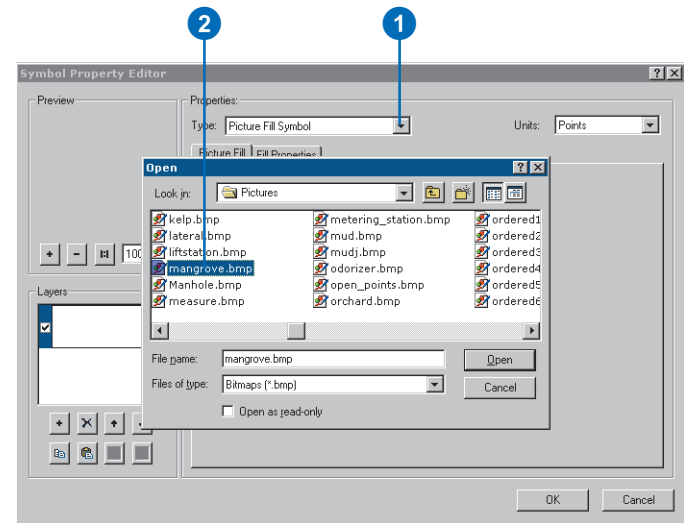 2 1
Symbol Property Editor
Preview
Properties:
Type: Picture Fill Symbol Units: Points
Picture Fill Fill Properties
Open
Look in: Pictures
kelp.bmp metering_station.bmp ordered1
lateral.bmp mud.bmp ordered2
liftstation.bmp mudj.bmp ordered3
mangrove.bmp odorizer.bmp ordered4
Manhole.bmp open_points.bmp ordered5
measure.bmp orchard.bmp ordered6
1:1 100
Layers
File name: mangrove.bmp Open
Files of type: Bitmaps (*.bmp) Cancel
Open as read-only
OK Cancel